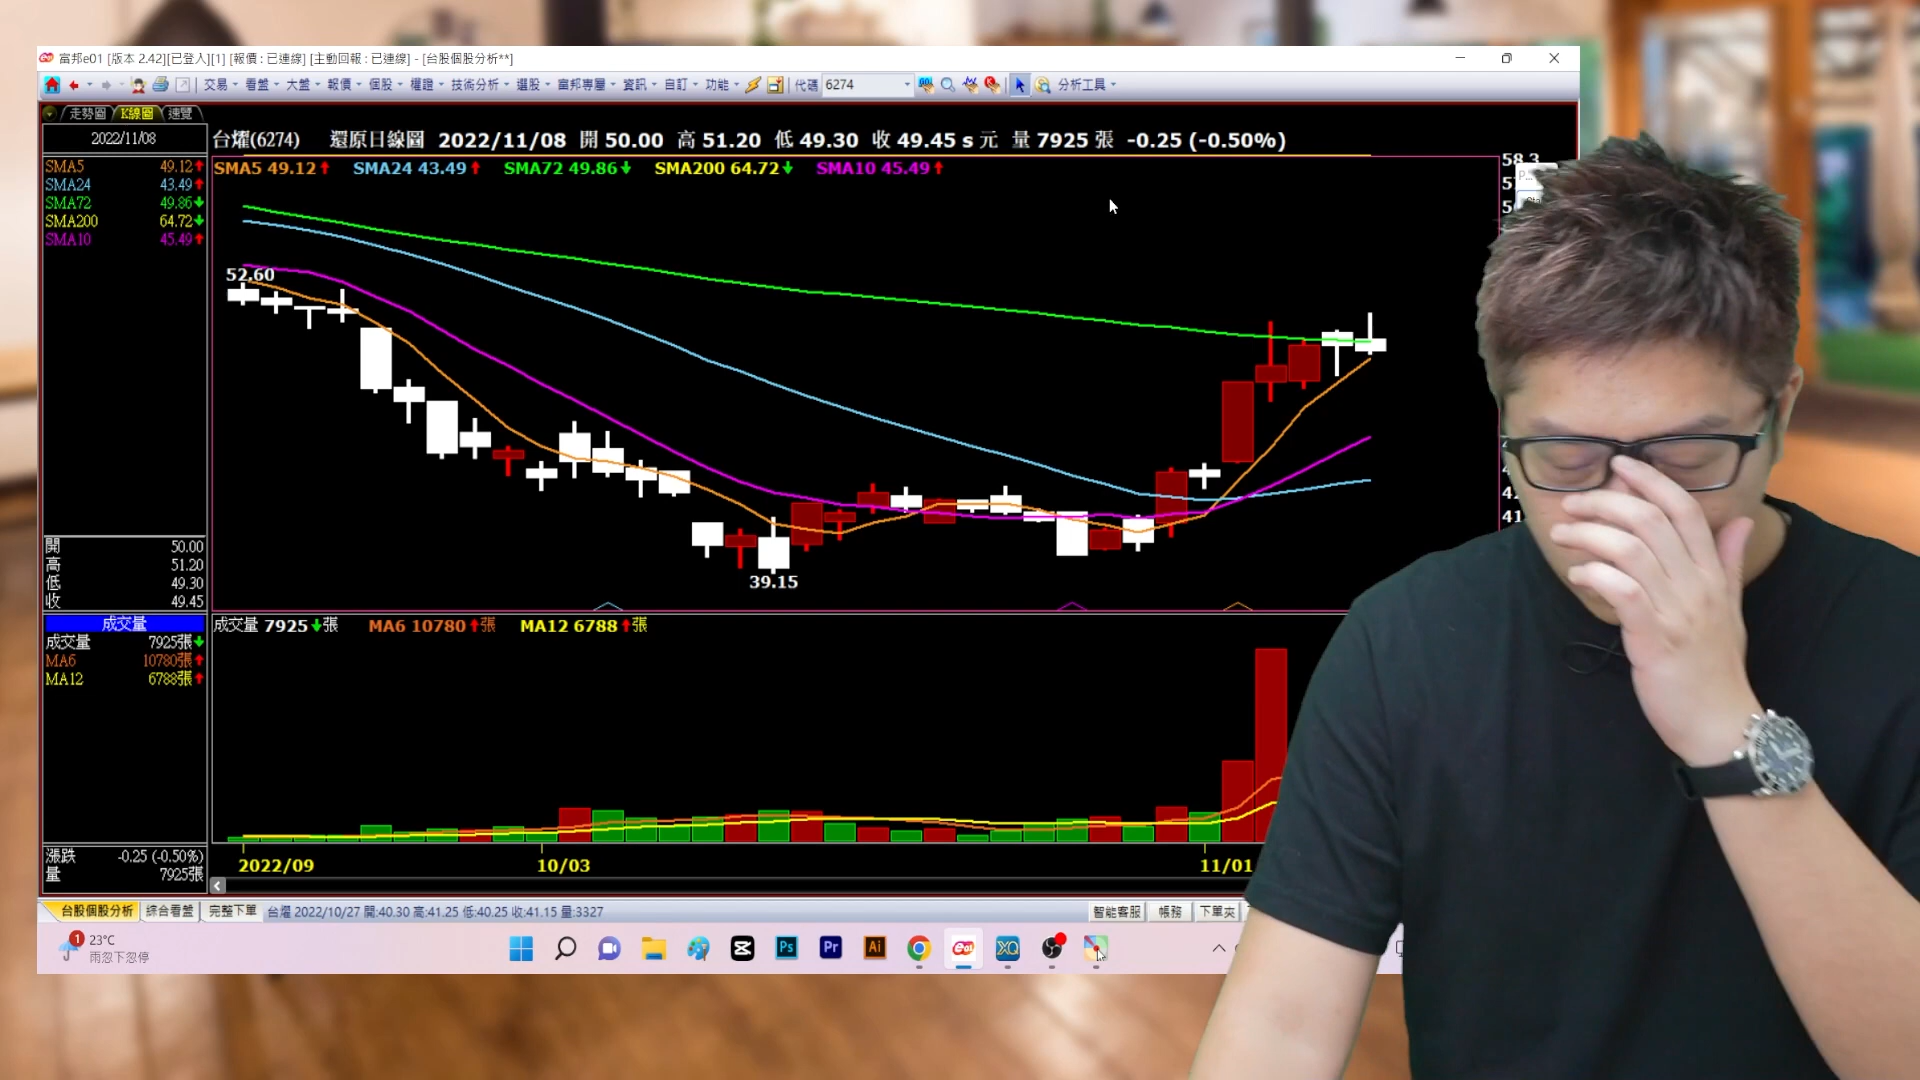 富邦e01 [版本 2.42][已登入][1] [報價 : 已連線] [主動回報 : 已連線] - [台股個股分析**]
交易 看盤 大盤 報價 個股 權證 技術分析 選股 富邦專屬 資訊 自訂 功能 代碼 6274 分析工具
走勢圖 K線圖 速覽
2022/11/08
台燿(6274) 還原日線圖 2022/11/08 開 50.00 高 51.20 低 49.30 收 49.45 s 元 量 7925 張 -0.25 (-0.50%)
SMA5 49.12
SMA24 43.49
SMA72 49.86
SMA200 64.72
SMA10 45.49
SMA5 49.12 SMA24 43.49 SMA72 49.86 SMA200 64.72 SMA10 45.49
58.3
52.60
39.15
41
開 50.00
高 51.20
低 49.30
收 49.45
成交量
成交量 7925張
MA6 10780張
MA12 6788張
成交量 7925 張 MA6 10780 張 MA12 6788 張
漲跌 -0.25 (-0.50%)
量 7925張
2022/09 10/03 11/01
台股個股分析 綜合看盤 完整下單 台燿 2022/10/27 開:40.30 高:41.25 低:40.25 收:41.15 量:3327 智能客服 帳務 下單夾
1
23°C
雨忽下忽停
Ps Pr Ai e01 XQ